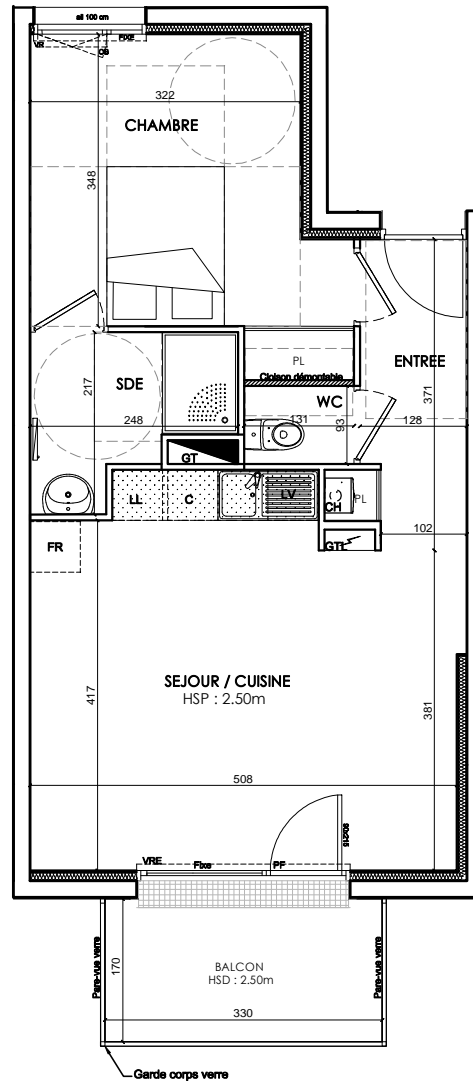 all 100 cm
VR
OB
FIXE
322
CHAMBRE
348
PL
Cloison démontable
ENTREE
371
SDE
217
248
WC
131
93
128
GT
LL
C
LV
CH
PL
FR
102
GTL
SEJOUR / CUISINE
HSP : 2.50m
417
381
508
90x215
VRE
Fixe
PF
Pare-vue verre
170
BALCON
HSD : 2.50m
330
Pare-vue verre
Garde corps verre